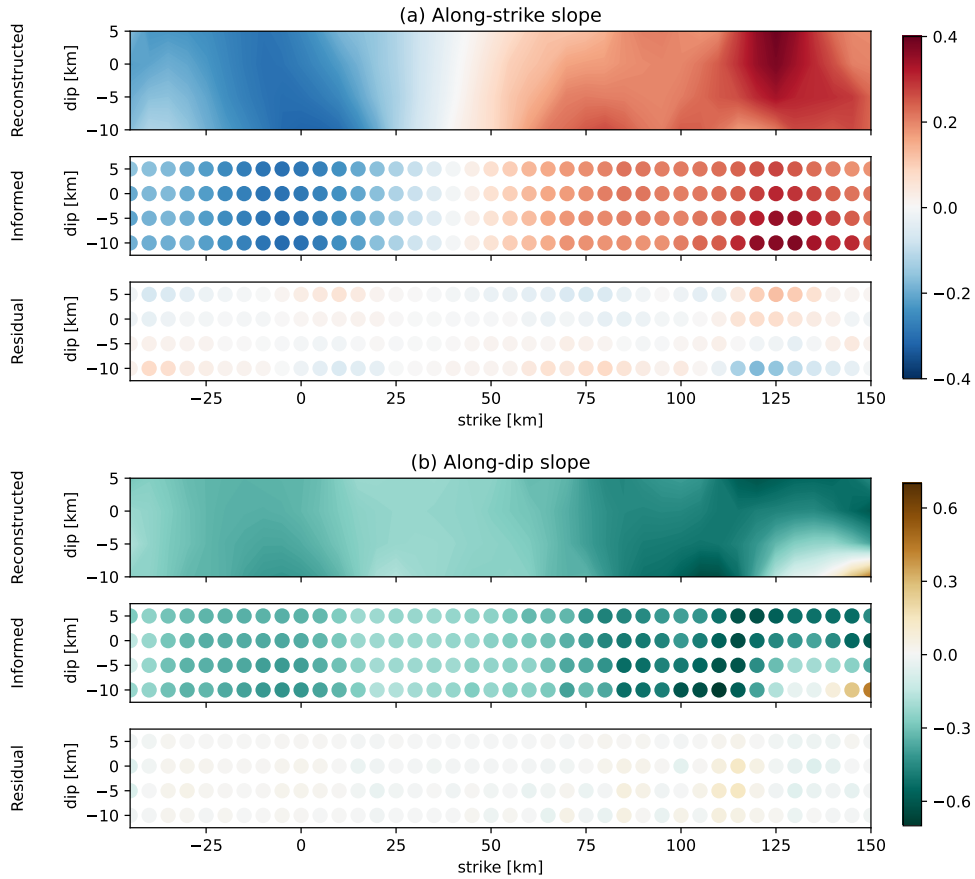 (a) Along-strike slope
Reconstructed
dip [km]
5
0
−5
−10
Informed
dip [km]
5
0
−5
−10
Residual
dip [km]
5
0
−5
−10
−25 0 25 50 75 100 125 150
strike [km]
0.4
0.2
0.0
−0.2
−0.4
(b) Along-dip slope
Reconstructed
dip [km]
5
0
−5
−10
Informed
dip [km]
5
0
−5
−10
Residual
dip [km]
5
0
−5
−10
−25 0 25 50 75 100 125 150
strike [km]
0.6
0.3
0.0
−0.3
−0.6